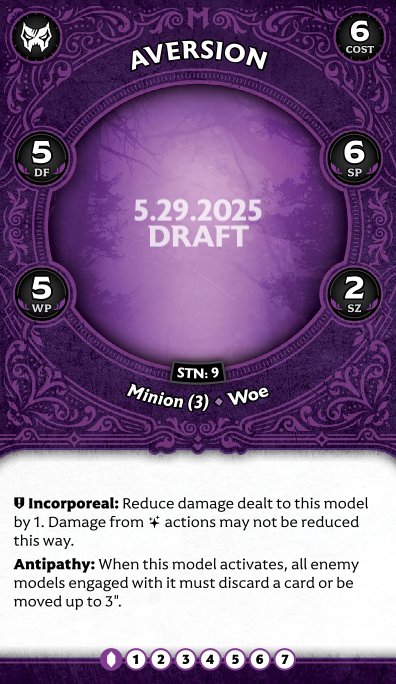 AVERSION
6
COST
5
DF
6
SP
5.29.2025
DRAFT
5
WP
2
SZ
STN: 9
Minion (3) ♦ Woe
Incorporeal: Reduce damage dealt to this model
by 1. Damage from actions may not be reduced
this way.
Antipathy: When this model activates, all enemy
models engaged with it must discard a card or be
moved up to 3".
1 2 3 4 5 6 7